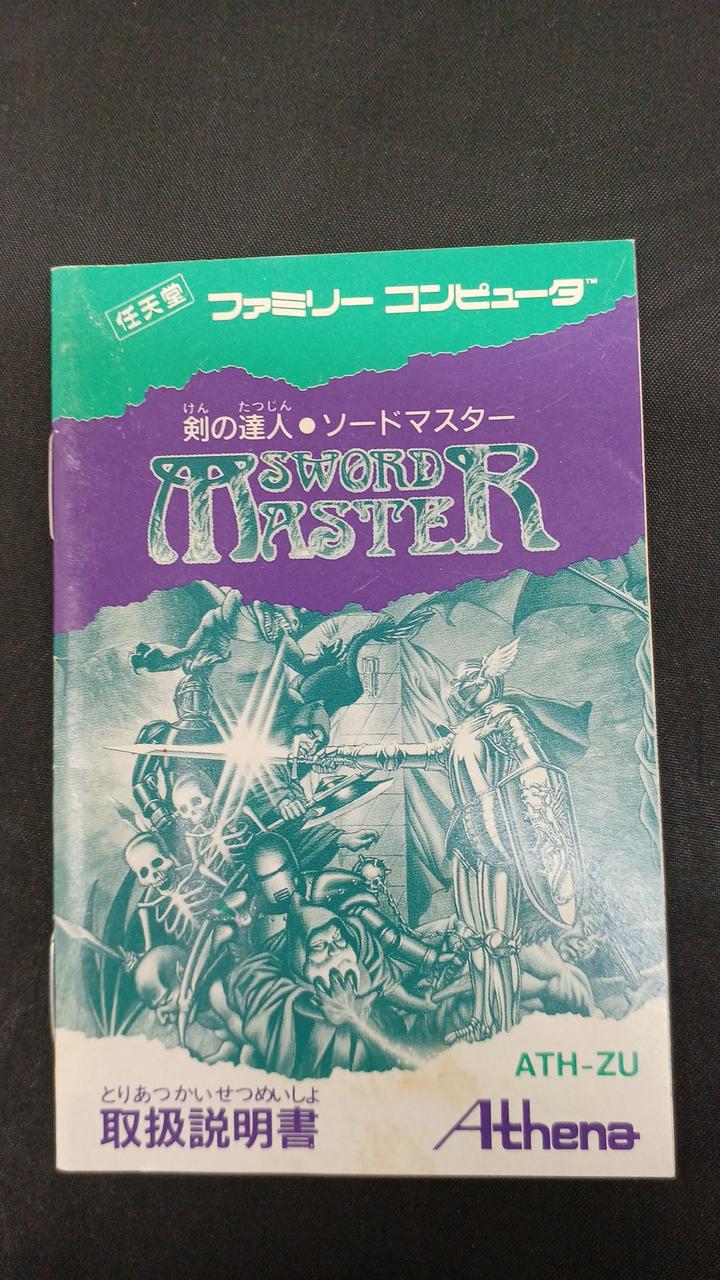 任天堂 ファミリー コンピュータ™
けん たつじん
剣の達人●ソードマスター
SWORD
MASTER
ATH-ZU
とりあつかいせつめいしょ
取扱説明書
Athena